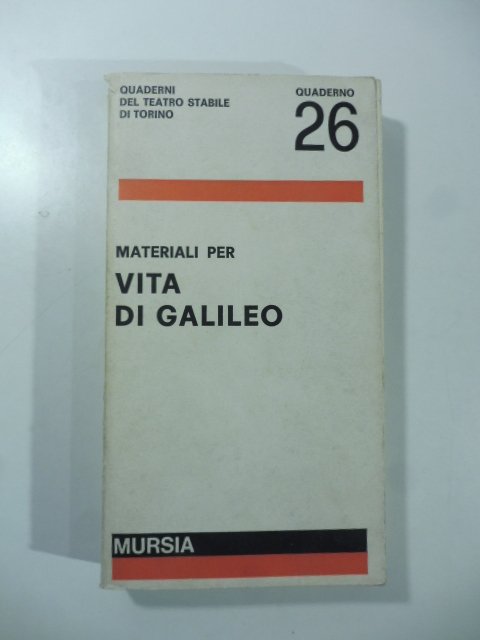 QUADERNI
DEL TEATRO STABILE
DI TORINO
QUADERNO
26
MATERIALI PER
VITA
DI GALILEO
MURSIA